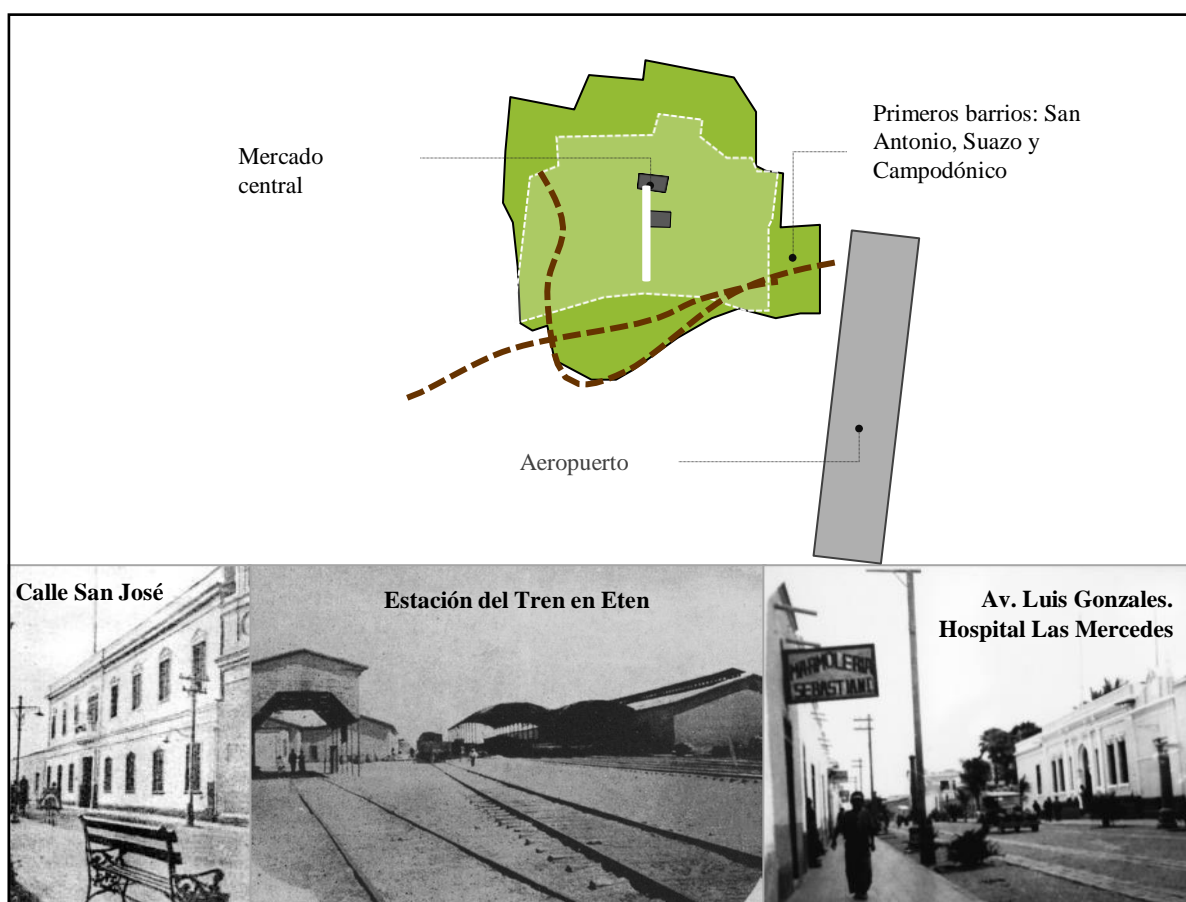 Mercado
central
Primeros barrios: San
Antonio, Suazo y
Campodónico
Aeropuerto
Calle San José
Estación del Tren en Eten
Av. Luis Gonzales.
Hospital Las Mercedes
MARMOLERIA
SEBASTIANO